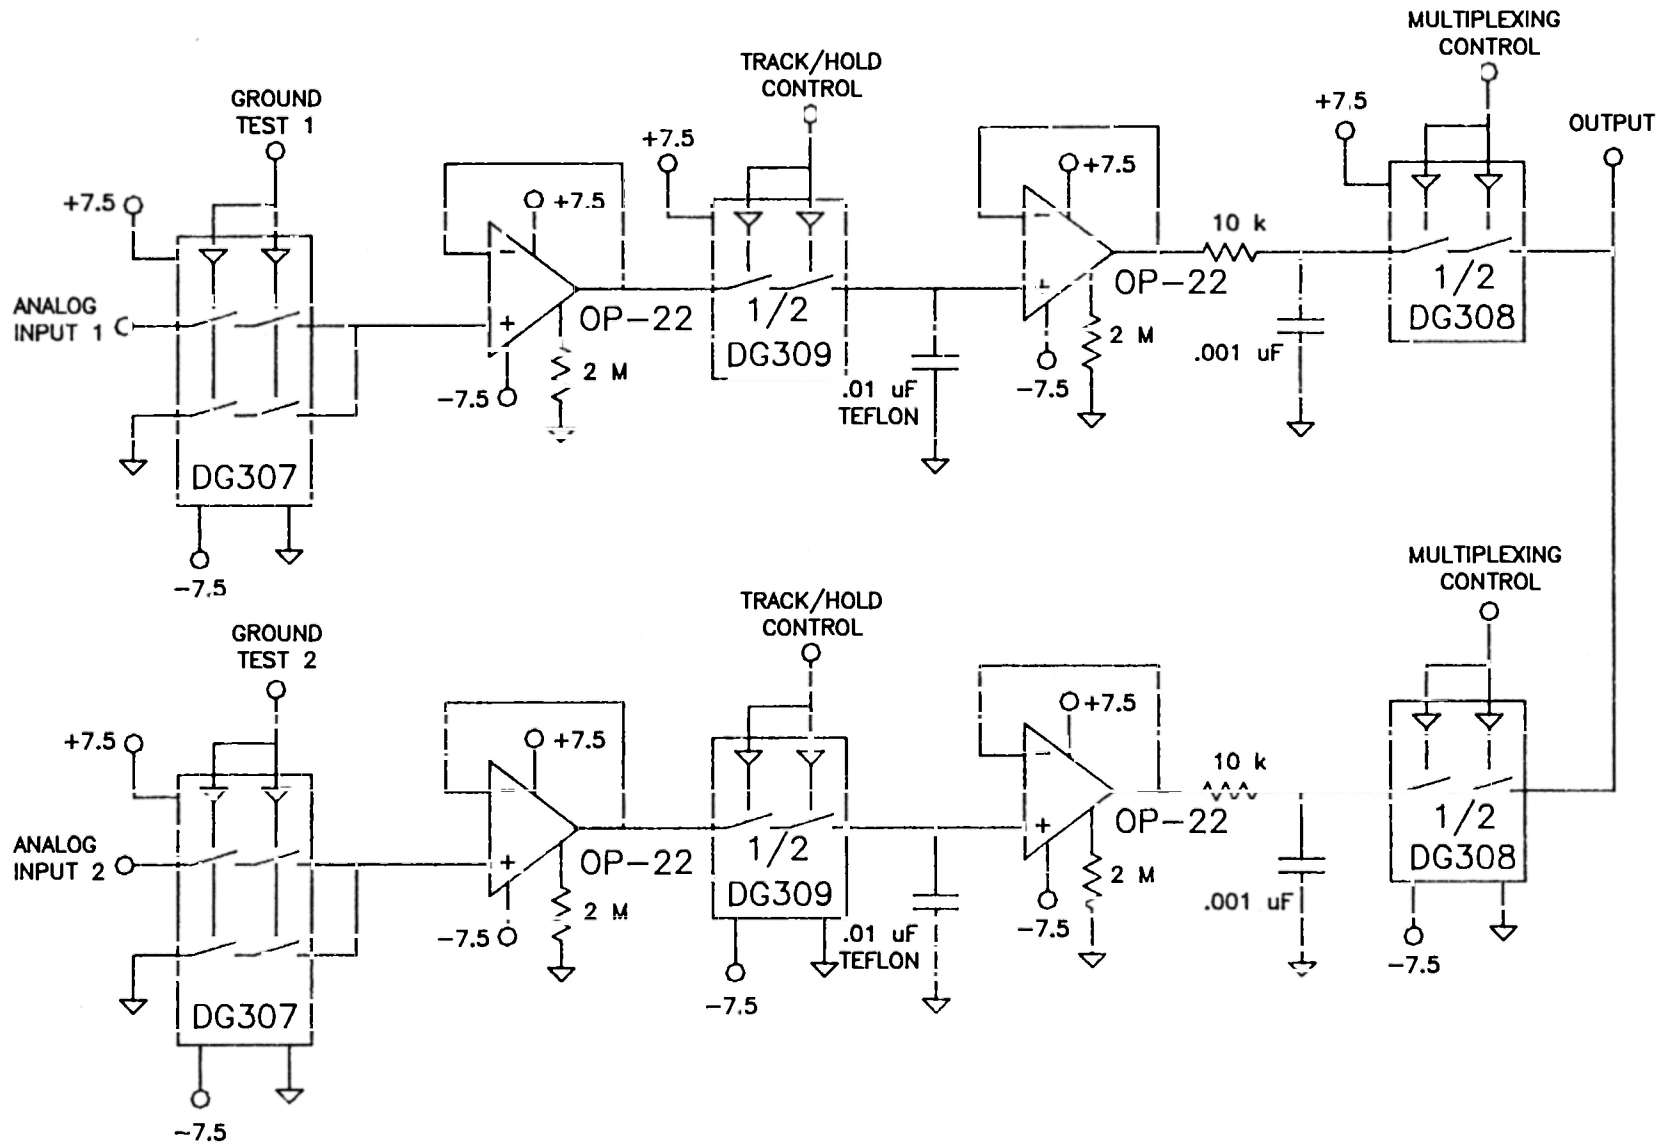 MULTIPLEXING
CONTROL
TRACK/HOLD
CONTROL
GROUND
TEST 1
+7.5
OUTPUT
+7.5
+7.5
+7.5
+7.5
10 k
ANALOG
INPUT 1
−
+
OP-22
1/2
DG309
−
+
OP-22
1/2
DG308
2 M
-7.5
2 M
-7.5
.001 uF
.01 uF
TEFLON
DG307
-7.5
MULTIPLEXING
CONTROL
TRACK/HOLD
CONTROL
GROUND
TEST 2
+7.5
+7.5
+7.5
10 k
ANALOG
INPUT 2
−
+
OP-22
1/2
DG309
−
+
OP-22
1/2
DG308
2 M
-7.5
2 M
-7.5
.001 uF
.01 uF
TEFLON
-7.5
-7.5
DG307
-7.5